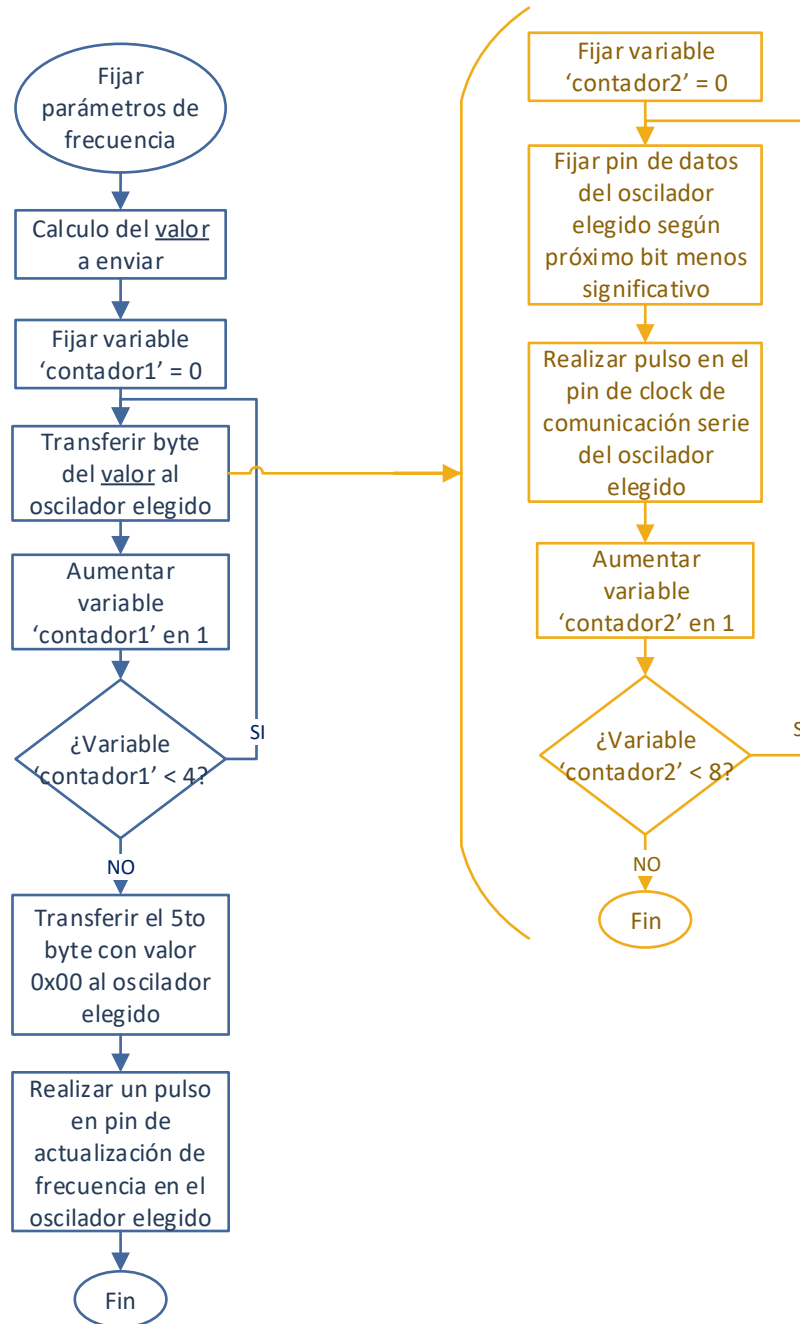 Fijar
parámetros de
frecuencia
Calculo del valor
a enviar
Fijar variable
‘contador1’ = 0
Transferir byte
del valor al
oscilador elegido
Aumentar
variable
‘contador1’ en 1
¿Variable
‘contador1’ < 4?
SI
NO
Transferir el 5to
byte con valor
0x00 al oscilador
elegido
Realizar un pulso
en pin de
actualización de
frecuencia en el
oscilador elegido
Fin
Fijar variable
‘contador2’ = 0
Fijar pin de datos
del oscilador
elegido según
próximo bit menos
significativo
Realizar pulso en el
pin de clock de
comunicación serie
del oscilador
elegido
Aumentar
variable
‘contador2’ en 1
¿Variable
‘contador2’ < 8?
NO
Fin